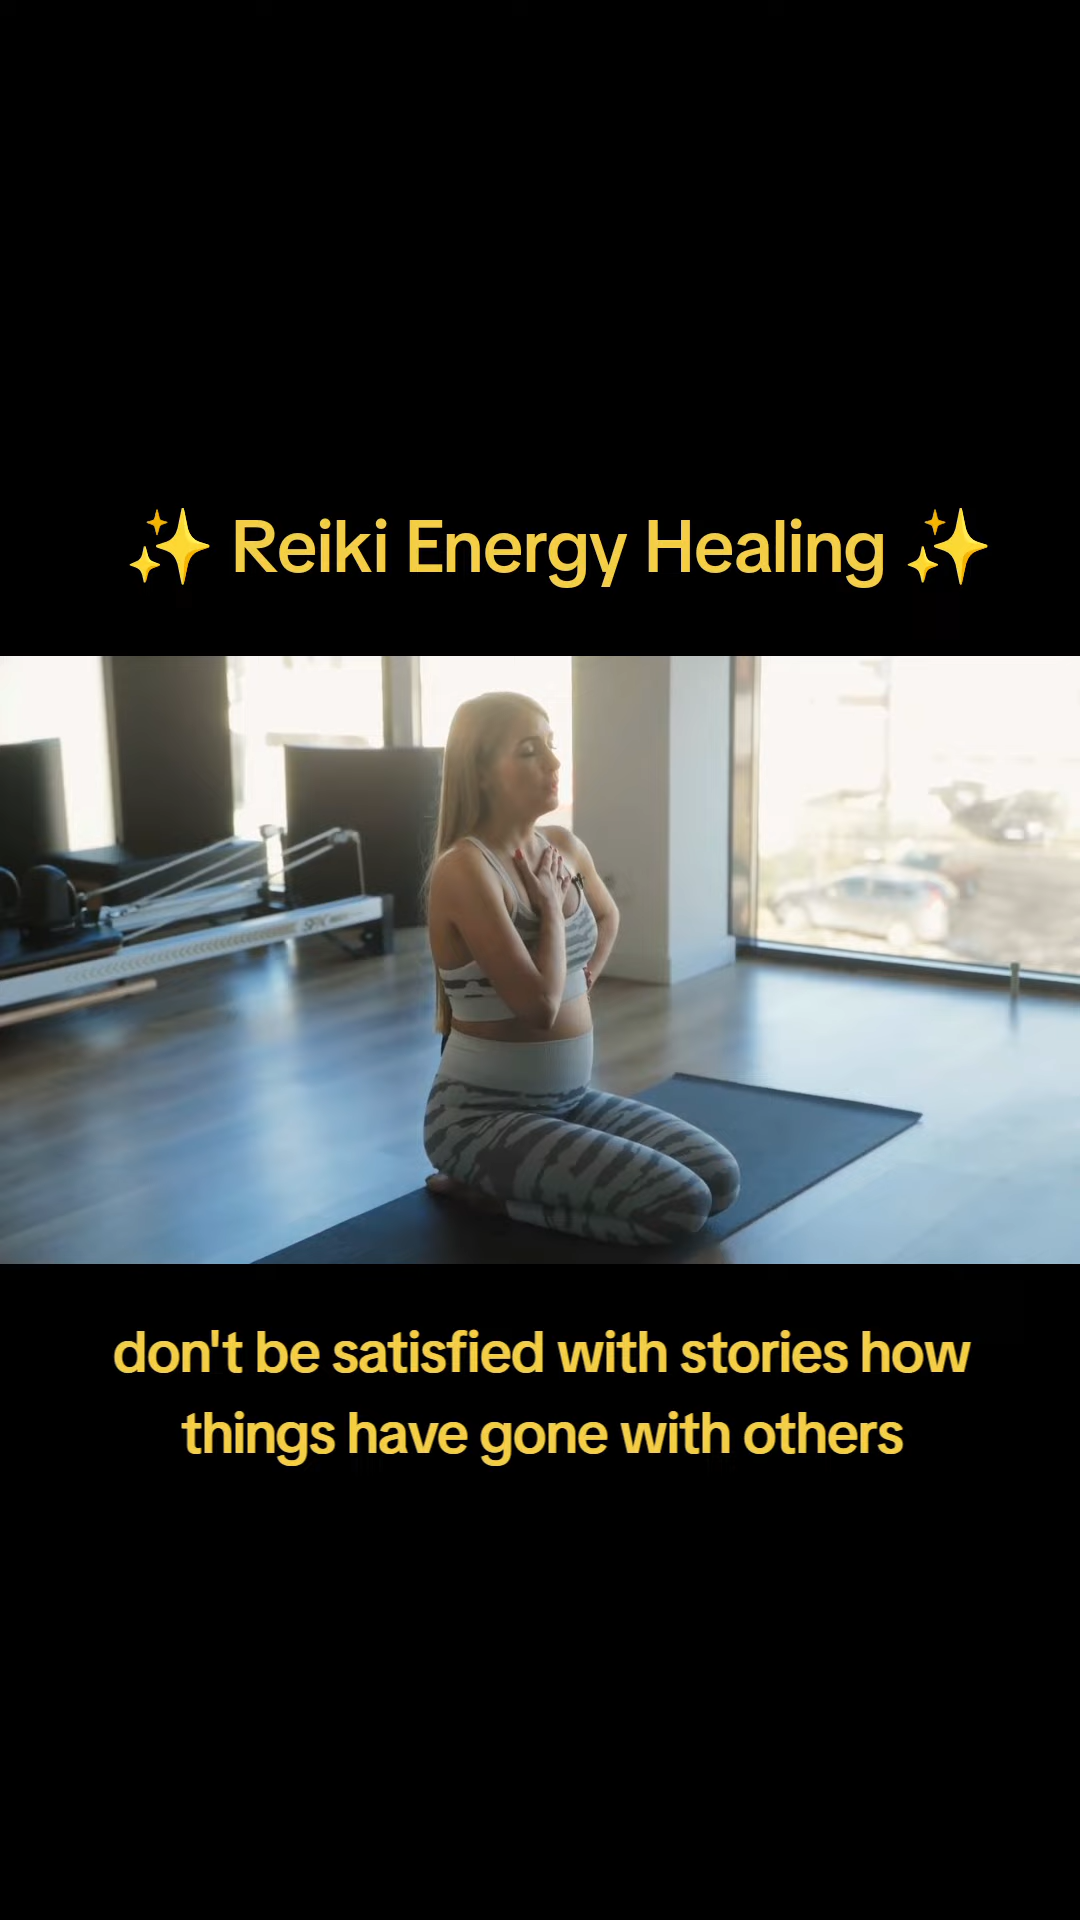 ✨ Reiki Energy Healing ✨
don't be satisfied with stories how
things have gone with others